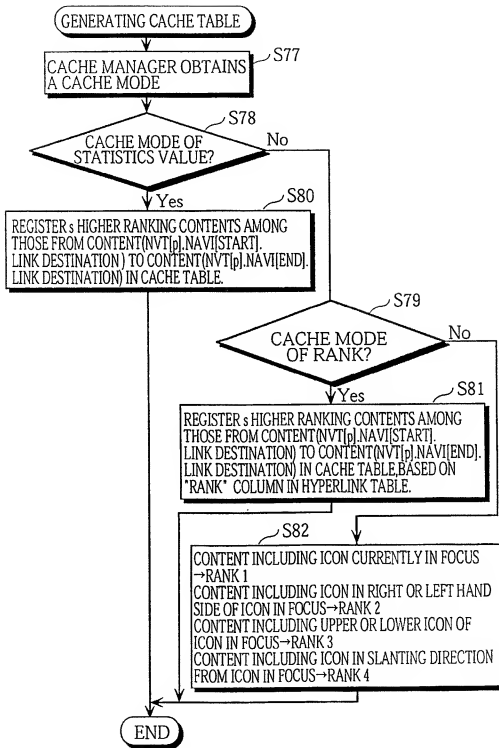 GENERATING CACHE TABLE
S77
CACHE MANAGER OBTAINS
A CACHE MODE
S78
CACHE MODE OF
STATISTICS VALUE?
No
Yes
S80
REGISTER s HIGHER RANKING CONTENTS AMONG
THOSE FROM CONTENT(NVT[p].NAVI[START].
LINK DESTINATION ) TO CONTENT(NVT[p].NAVI[END].
LINK DESTINATION) IN CACHE TABLE.
S79
CACHE MODE
OF RANK?
No
Yes
S81
REGISTER s HIGHER RANKING CONTENTS AMONG
THOSE FROM CONTENT(NVT[p].NAVI[START].
LINK DESTINATION) TO CONTENT(NVT[p].NAVI[END].
LINK DESTINATION) IN CACHE TABLE,BASED ON
"RANK" COLUMN IN HYPERLINK TABLE.
S82
CONTENT INCLUDING ICON CURRENTLY IN FOCUS
→RANK 1
CONTENT INCLUDING ICON IN RIGHT OR LEFT HAND
SIDE OF ICON IN FOCUS→RANK 2
CONTENT INCLUDING UPPER OR LOWER ICON OF
ICON IN FOCUS→RANK 3
CONTENT INCLUDING ICON IN SLANTING DIRECTION
FROM ICON IN FOCUS→RANK 4
END